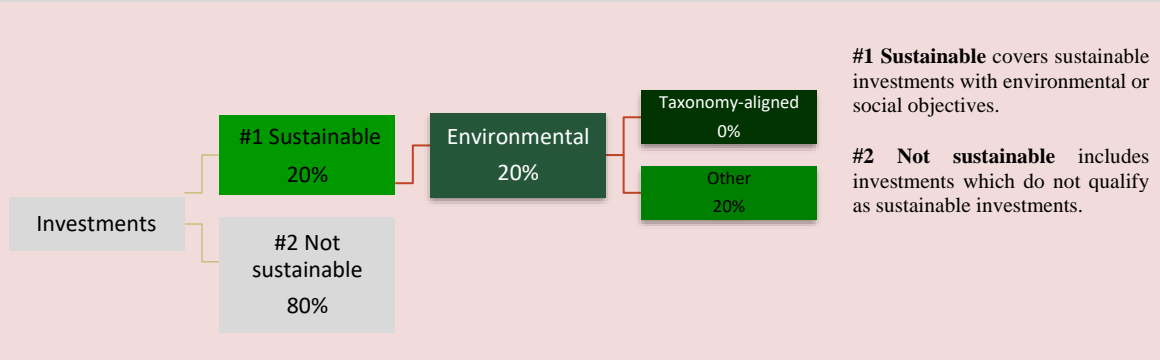 Investments
#1 Sustainable
20%
#2 Not
sustainable
80%
Environmental
20%
Taxonomy-aligned
0%
Other
20%
#1 Sustainable covers sustainable
investments with environmental or
social objectives.
#2 Not sustainable includes
investments which do not qualify
as sustainable investments.